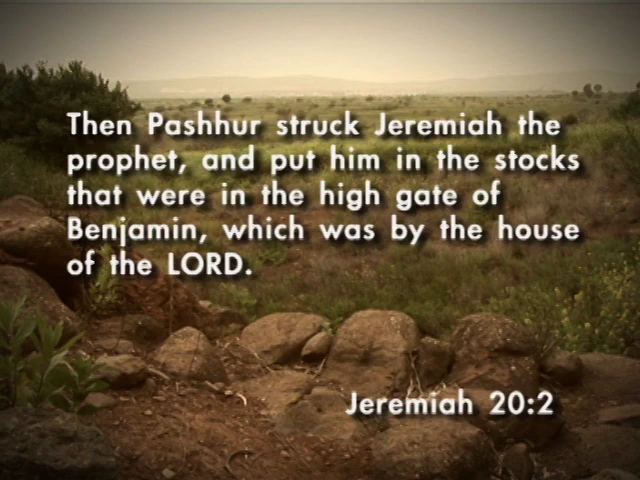 Then Pashhur struck Jeremiah the
prophet, and put him in the stocks
that were in the high gate of
Benjamin, which was by the house
of the LORD.
Jeremiah 20:2